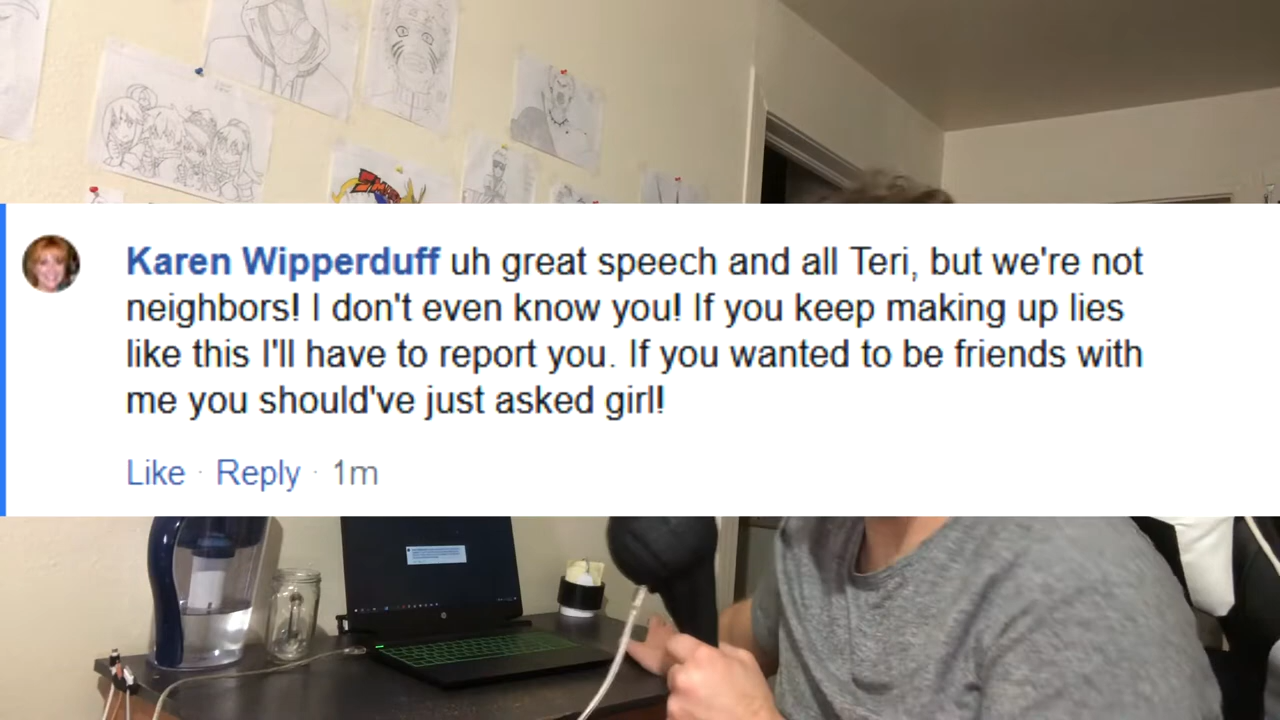 Karen Wipperduff uh great speech and all Teri, but we're not
neighbors! I don't even know you! If you keep making up lies
like this I'll have to report you. If you wanted to be friends with
me you should've just asked girl!
Like · Reply · 1m